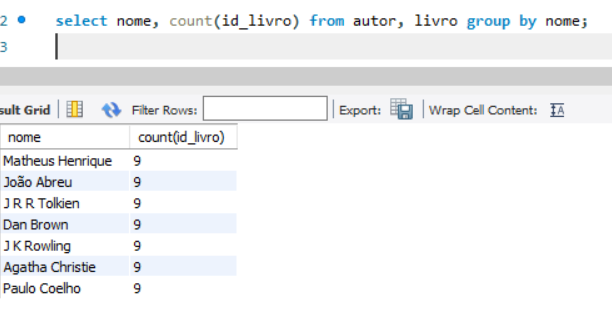 2 select nome, count(id_livro) from autor, livro group by nome;
3
sult Grid Filter Rows: Export: Wrap Cell Content:
nome count(id_livro)
Matheus Henrique 9
João Abreu 9
J R R Tolkien 9
Dan Brown 9
J K Rowling 9
Agatha Christie 9
Paulo Coelho 9